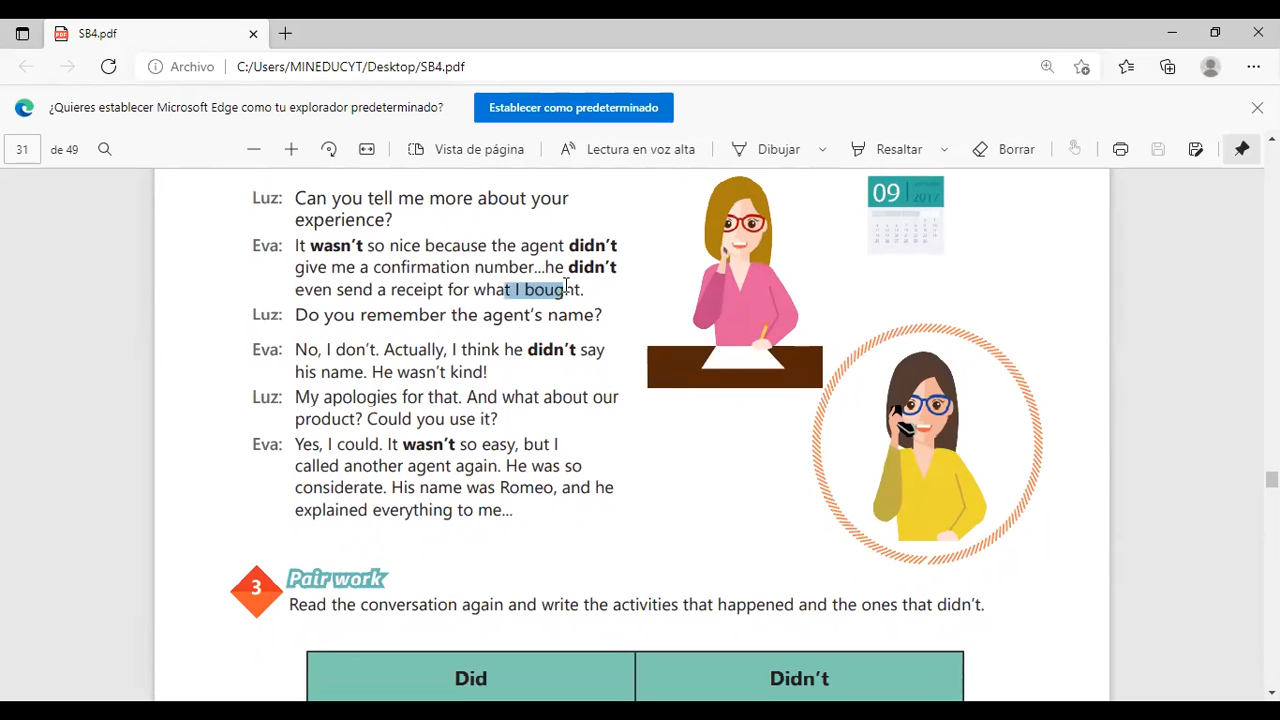 SB4.pdf
Archivo C:/Users/MINEDUCYT/Desktop/SB4.pdf
¿Quieres establecer Microsoft Edge como tu explorador predeterminado? Establecer como predeterminado
31 de 49 Vista de página Lectura en voz alta Dibujar Resaltar Borrar
Luz: Can you tell me more about your
experience?
Eva: It wasn't so nice because the agent didn't
give me a confirmation number...he didn't
even send a receipt for what I bought.
Luz: Do you remember the agent's name?
Eva: No, I don't. Actually, I think he didn't say
his name. He wasn't kind!
Luz: My apologies for that. And what about our
product? Could you use it?
Eva: Yes, I could. It wasn't so easy, but I
called another agent again. He was so
considerate. His name was Romeo, and he
explained everything to me...
09 2017
3 Pair work
Read the conversation again and write the activities that happened and the ones that didn't.
Did Didn't